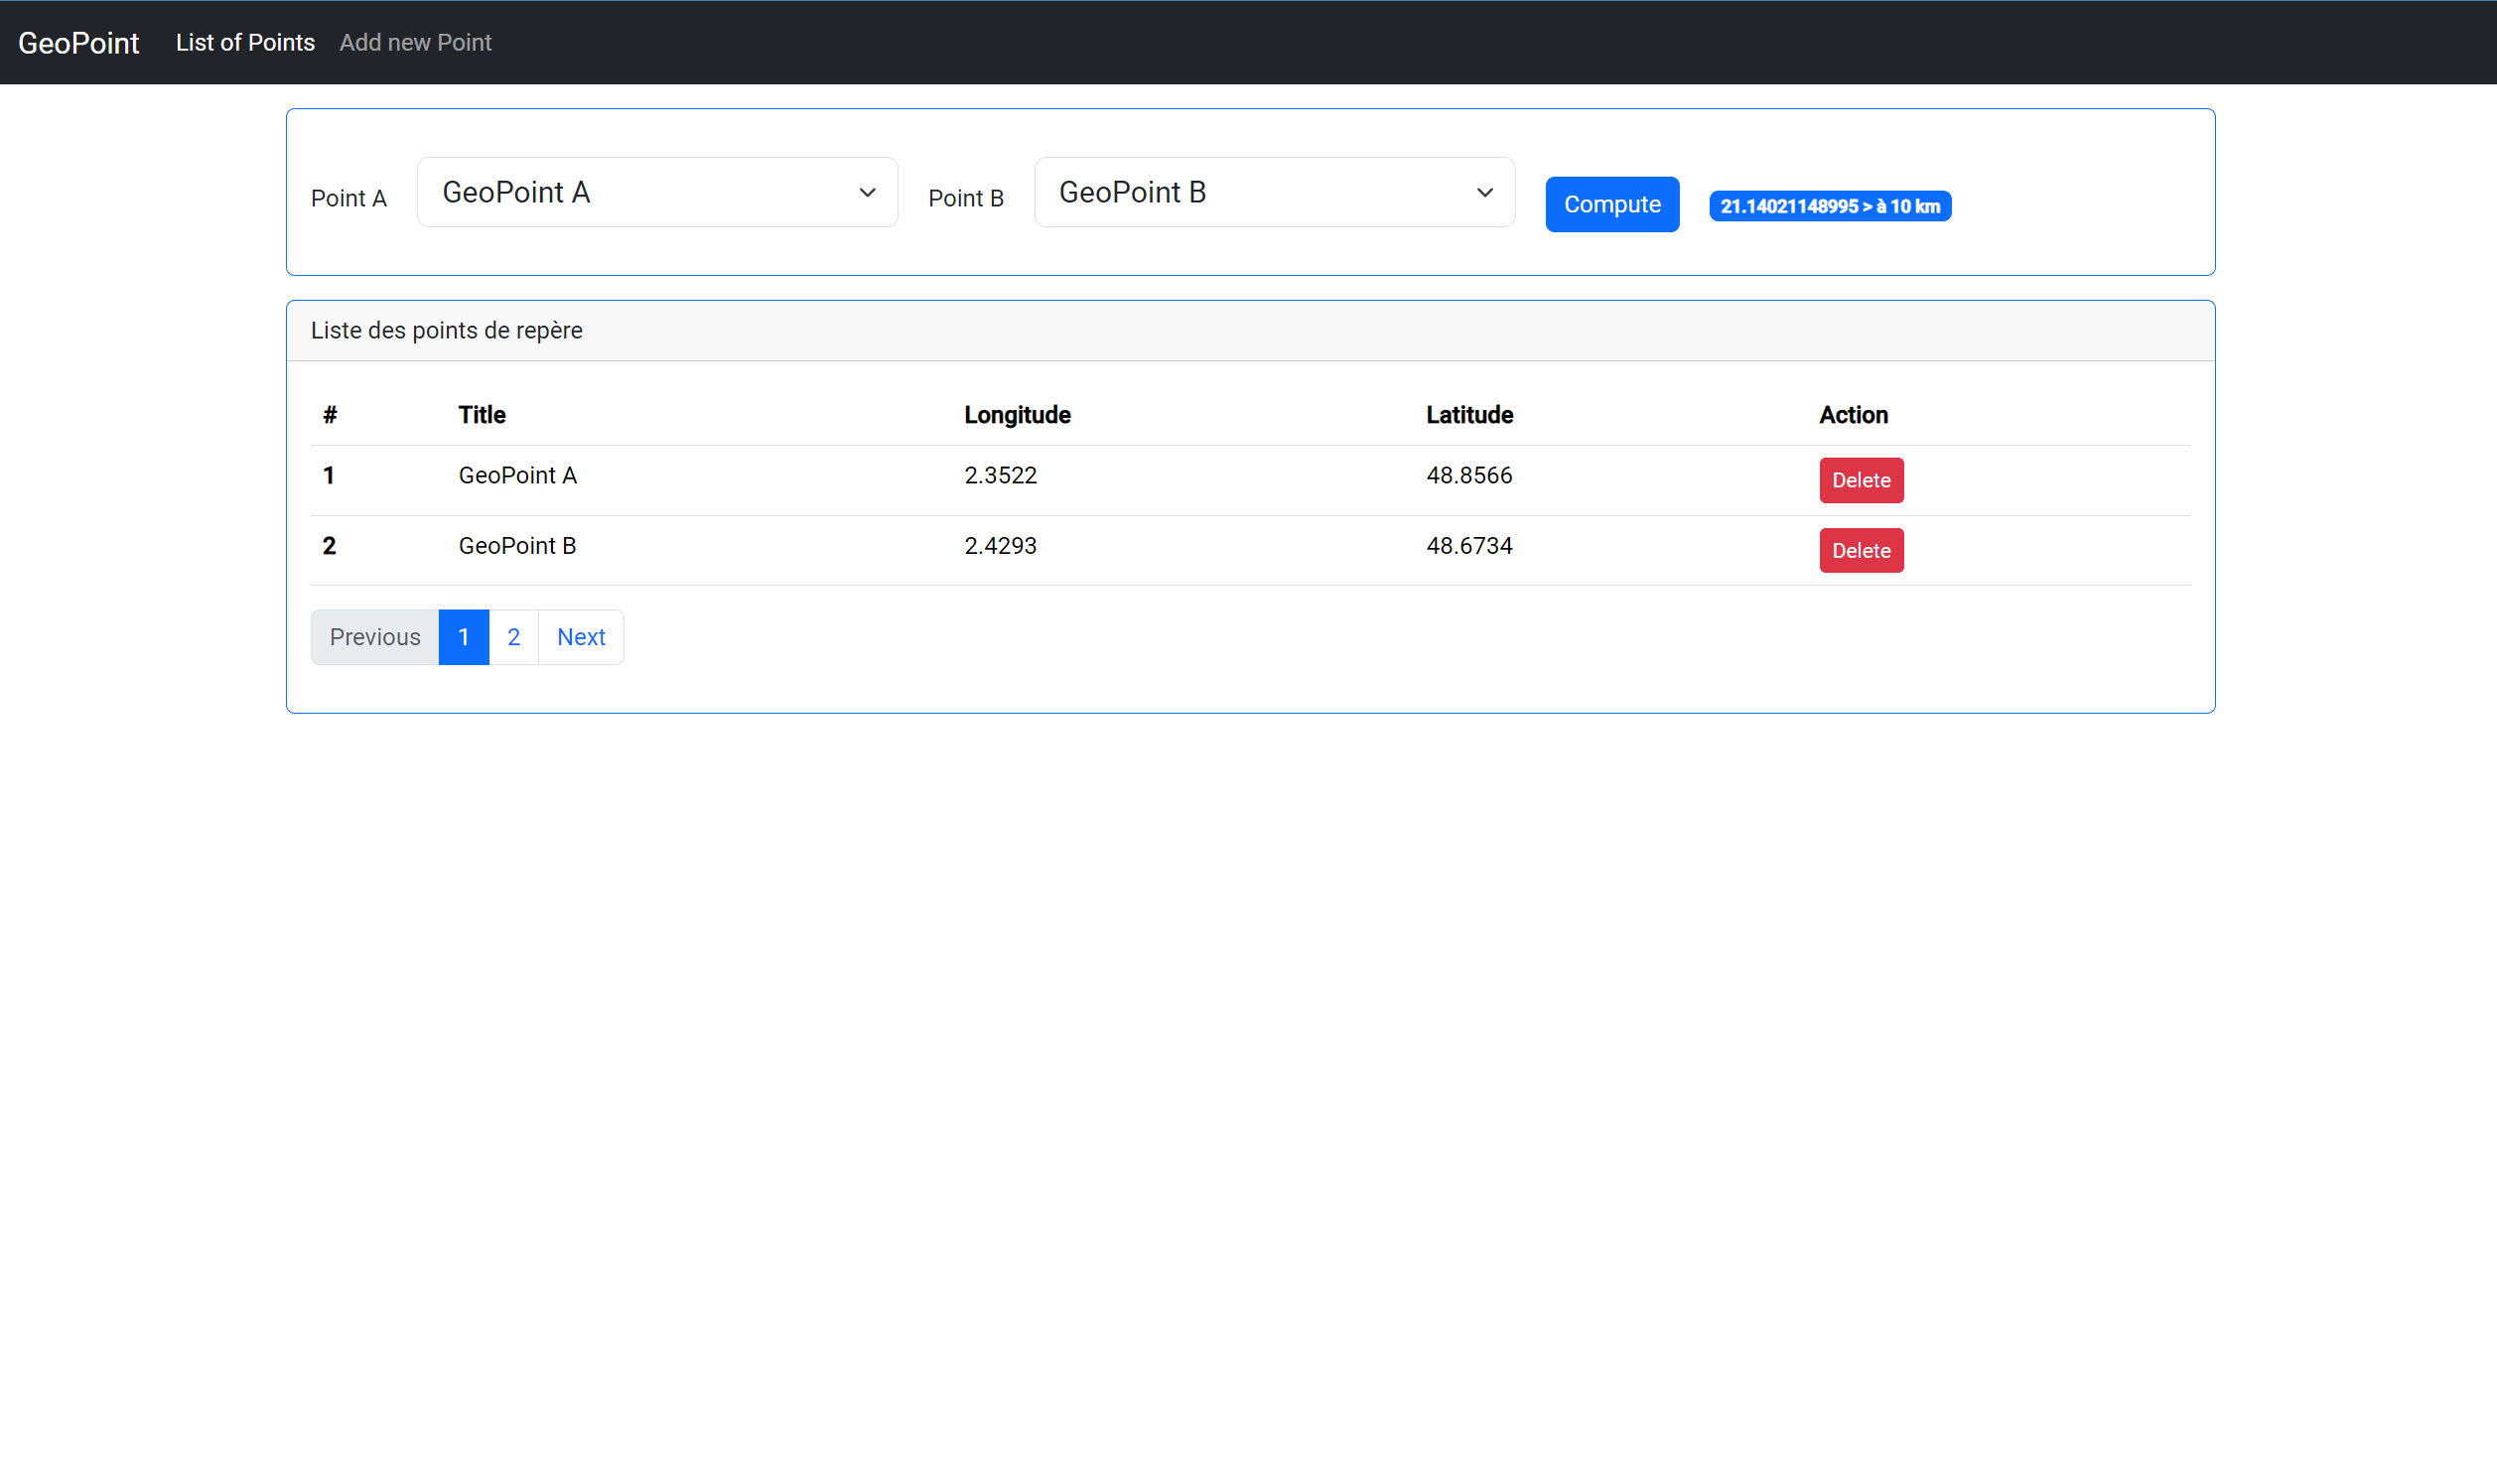 GeoPoint List of Points Add new Point
Point A GeoPoint A Point B GeoPoint B Compute 21.14021148995 > à 10 km
Liste des points de repère
# Title Longitude Latitude Action
1 GeoPoint A 2.3522 48.8566 Delete
2 GeoPoint B 2.4293 48.6734 Delete
Previous 1 2 Next